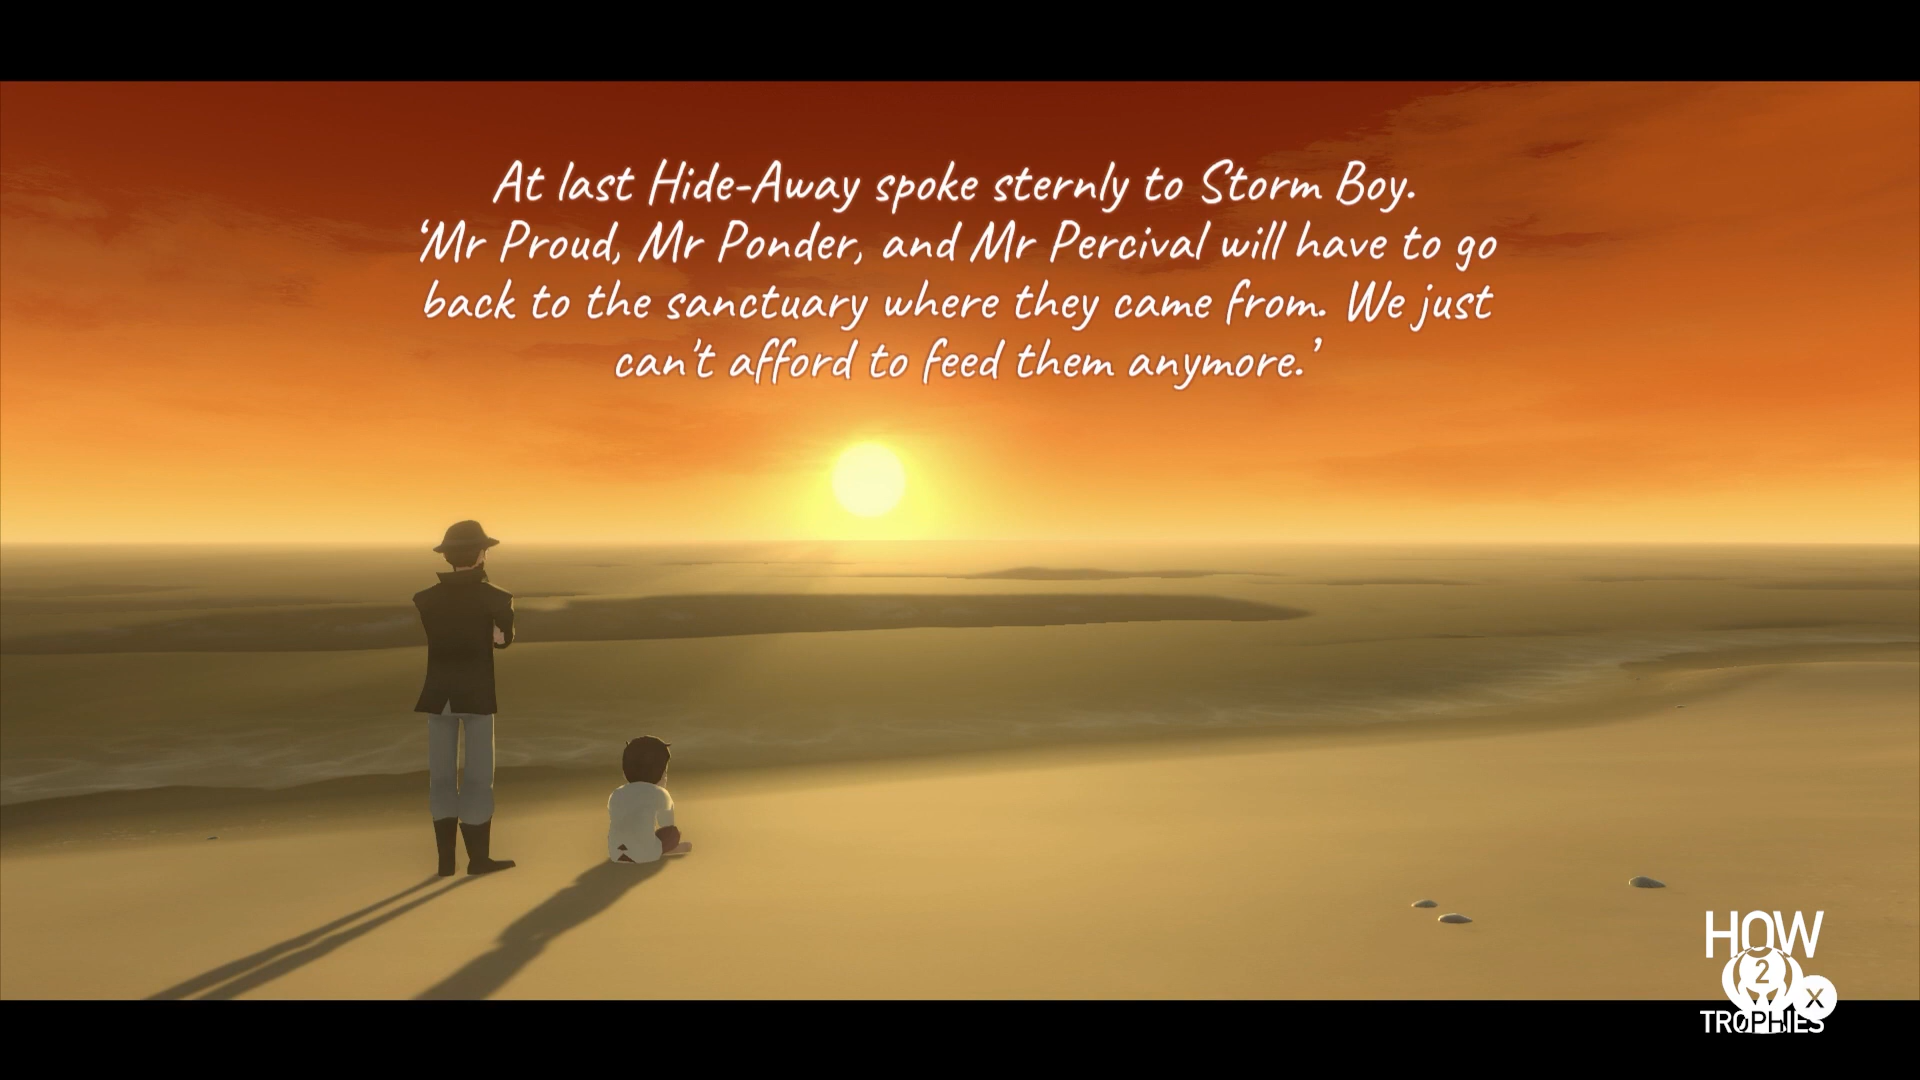 At last Hide-Away spoke sternly to Storm Boy.
‘Mr Proud, Mr Ponder, and Mr Percival will have to go
back to the sanctuary where they came from. We just
can't afford to feed them anymore.’
HOW
2
X
TROPHIES